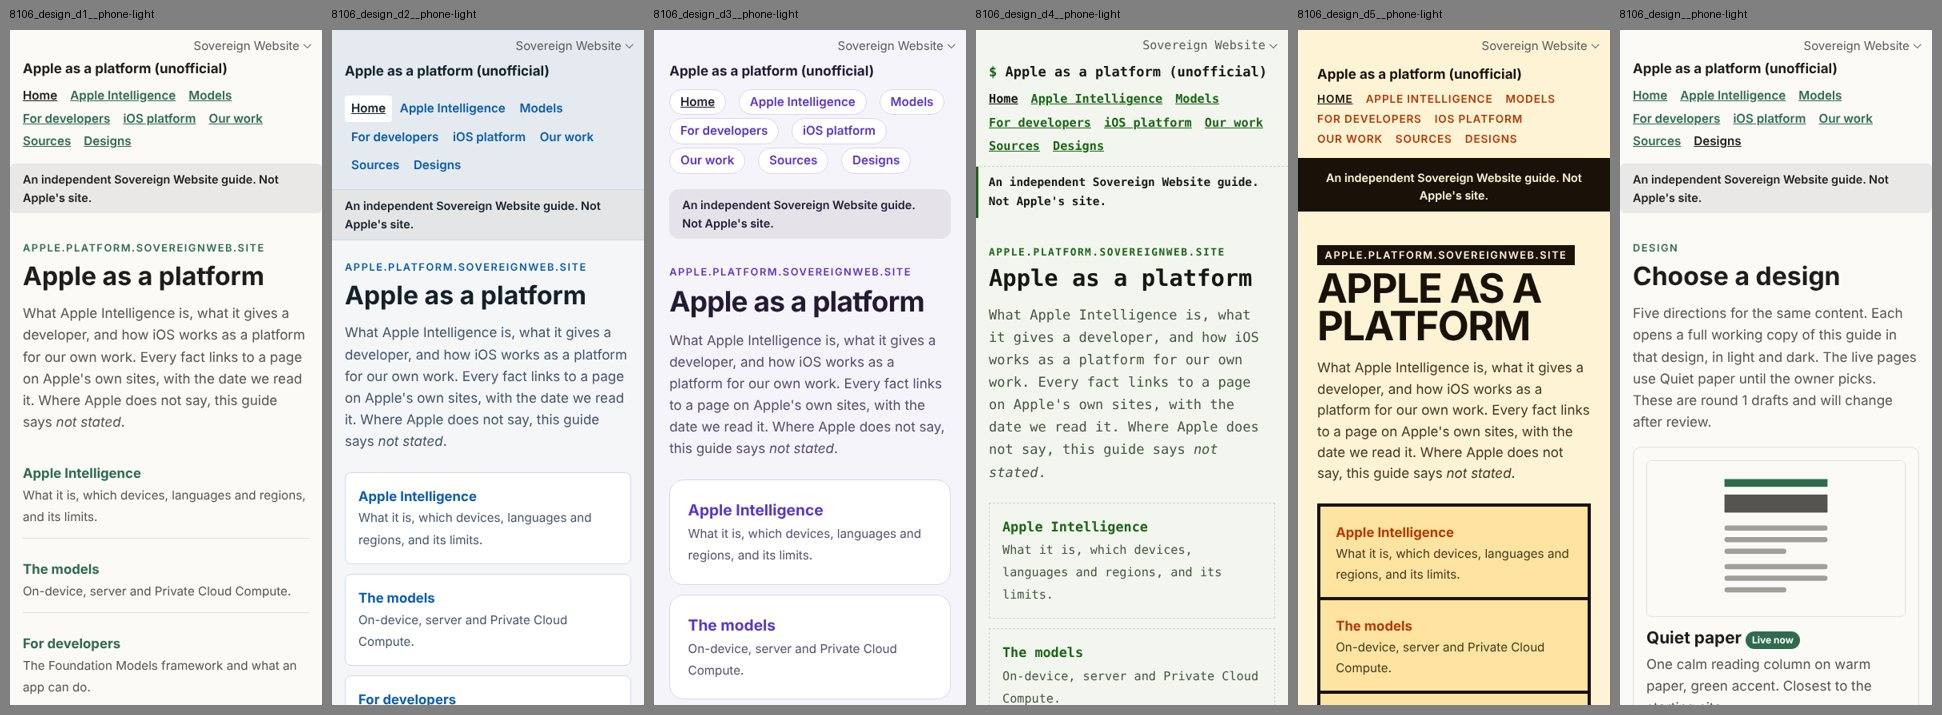 8106_design_d1__phone-light
Sovereign Website
Apple as a platform (unofficial)
Home Apple Intelligence Models
For developers iOS platform Our work
Sources Designs
An independent Sovereign Website guide. Not
Apple's site.
APPLE.PLATFORM.SOVEREIGNWEB.SITE
Apple as a platform
What Apple Intelligence is, what it gives a
developer, and how iOS works as a platform
for our own work. Every fact links to a page
on Apple's own sites, with the date we read
it. Where Apple does not say, this guide
says not stated.
Apple Intelligence
What it is, which devices, languages and regions,
and its limits.
The models
On-device, server and Private Cloud Compute.
For developers
The Foundation Models framework and what an
app can do.
8106_design_d2__phone-light
Sovereign Website
Apple as a platform (unofficial)
Home Apple Intelligence Models
For developers iOS platform Our work
Sources Designs
An independent Sovereign Website guide. Not
Apple's site.
APPLE.PLATFORM.SOVEREIGNWEB.SITE
Apple as a platform
What Apple Intelligence is, what it gives a
developer, and how iOS works as a platform
for our own work. Every fact links to a page
on Apple's own sites, with the date we read
it. Where Apple does not say, this guide
says not stated.
Apple Intelligence
What it is, which devices, languages and
regions, and its limits.
The models
On-device, server and Private Cloud
Compute.
For developers
8106_design_d3__phone-light
Sovereign Website
Apple as a platform (unofficial)
Home Apple Intelligence Models
For developers iOS platform
Our work Sources Designs
An independent Sovereign Website guide.
Not Apple's site.
APPLE.PLATFORM.SOVEREIGNWEB.SITE
Apple as a platform
What Apple Intelligence is, what it gives a
developer, and how iOS works as a
platform for our own work. Every fact links
to a page on Apple's own sites, with the
date we read it. Where Apple does not say,
this guide says not stated.
Apple Intelligence
What it is, which devices, languages and
regions, and its limits.
The models
On-device, server and Private Cloud
Compute.
8106_design_d4__phone-light
Sovereign Website
$ Apple as a platform (unofficial)
Home Apple Intelligence Models
For developers iOS platform Our work
Sources Designs
An independent Sovereign Website guide.
Not Apple's site.
APPLE.PLATFORM.SOVEREIGNWEB.SITE
Apple as a platform
What Apple Intelligence is, what
it gives a developer, and how iOS
works as a platform for our own
work. Every fact links to a page
on Apple's own sites, with the
date we read it. Where Apple does
not say, this guide says not
stated.
Apple Intelligence
What it is, which devices,
languages and regions, and its
limits.
The models
On-device, server and Private Cloud
Compute.
8106_design_d5__phone-light
Sovereign Website
Apple as a platform (unofficial)
HOME APPLE INTELLIGENCE MODELS
FOR DEVELOPERS IOS PLATFORM
OUR WORK SOURCES DESIGNS
An independent Sovereign Website guide. Not
Apple's site.
APPLE.PLATFORM.SOVEREIGNWEB.SITE
APPLE AS A
PLATFORM
What Apple Intelligence is, what it gives a
developer, and how iOS works as a
platform for our own work. Every fact links
to a page on Apple's own sites, with the
date we read it. Where Apple does not
say, this guide says not stated.
Apple Intelligence
What it is, which devices, languages and
regions, and its limits.
The models
On-device, server and Private Cloud
Compute.
8106_design__phone-light
Sovereign Website
Apple as a platform (unofficial)
Home Apple Intelligence Models
For developers iOS platform Our work
Sources Designs
An independent Sovereign Website guide. Not
Apple's site.
DESIGN
Choose a design
Five directions for the same content. Each
opens a full working copy of this guide in
that design, in light and dark. The live pages
use Quiet paper until the owner picks.
These are round 1 drafts and will change
after review.
Quiet paper Live now
One calm reading column on warm
paper, green accent. Closest to the